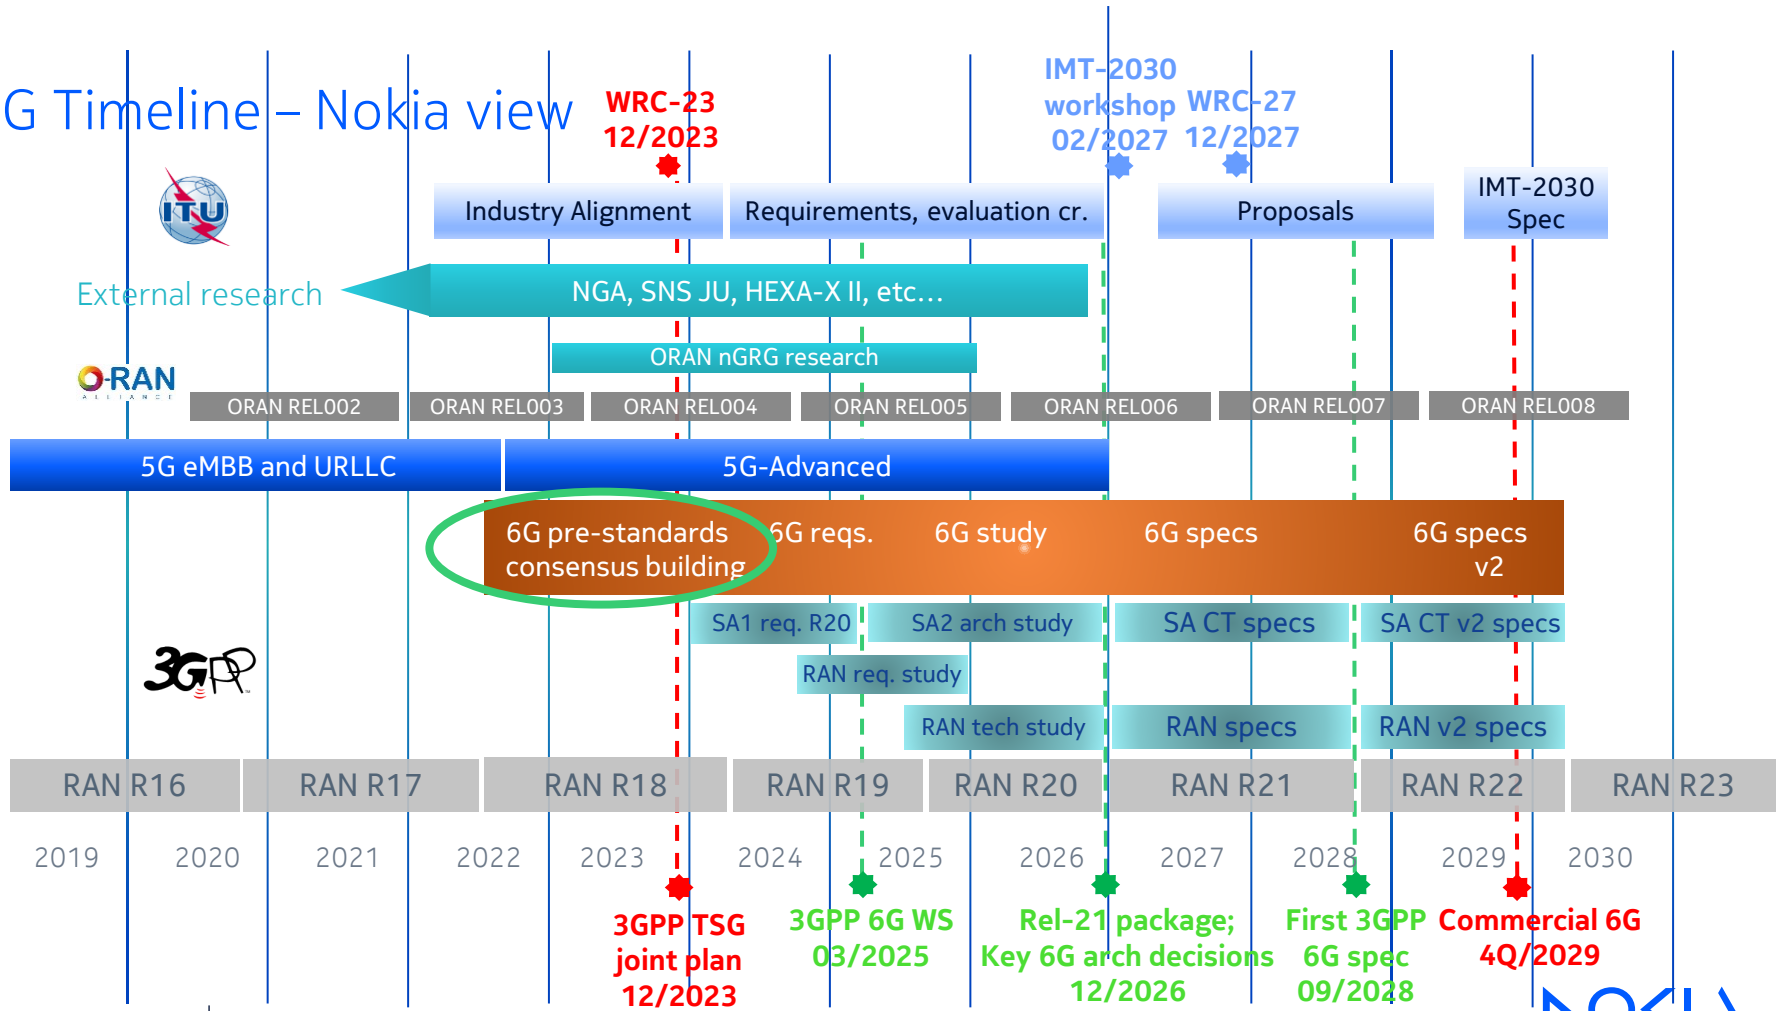 G Timeline – Nokia view
WRC-23
12/2023
IMT-2030
workshop
02/2027
WRC-27
12/2027
ITU
Industry Alignment
Requirements, evaluation cr.
Proposals
IMT-2030
Spec
External research
NGA, SNS JU, HEXA-X II, etc...
ORAN nGRG research
O-RAN
ALLIANCE
ORAN REL002
ORAN REL003
ORAN REL004
ORAN REL005
ORAN REL006
ORAN REL007
ORAN REL008
5G eMBB and URLLC
5G-Advanced
6G pre-standards
consensus building
6G reqs.
6G study
6G specs
6G specs
v2
SA1 req. R20
SA2 arch study
SA CT specs
SA CT v2 specs
3GPP
RAN req. study
RAN tech study
RAN specs
RAN v2 specs
RAN R16
RAN R17
RAN R18
RAN R19
RAN R20
RAN R21
RAN R22
RAN R23
2019
2020
2021
2022
2023
2024
2025
2026
2027
2028
2029
2030
3GPP TSG
joint plan
12/2023
3GPP 6G WS
03/2025
Rel-21 package;
Key 6G arch decisions
12/2026
First 3GPP
6G spec
09/2028
Commercial 6G
4Q/2029
NOKIA